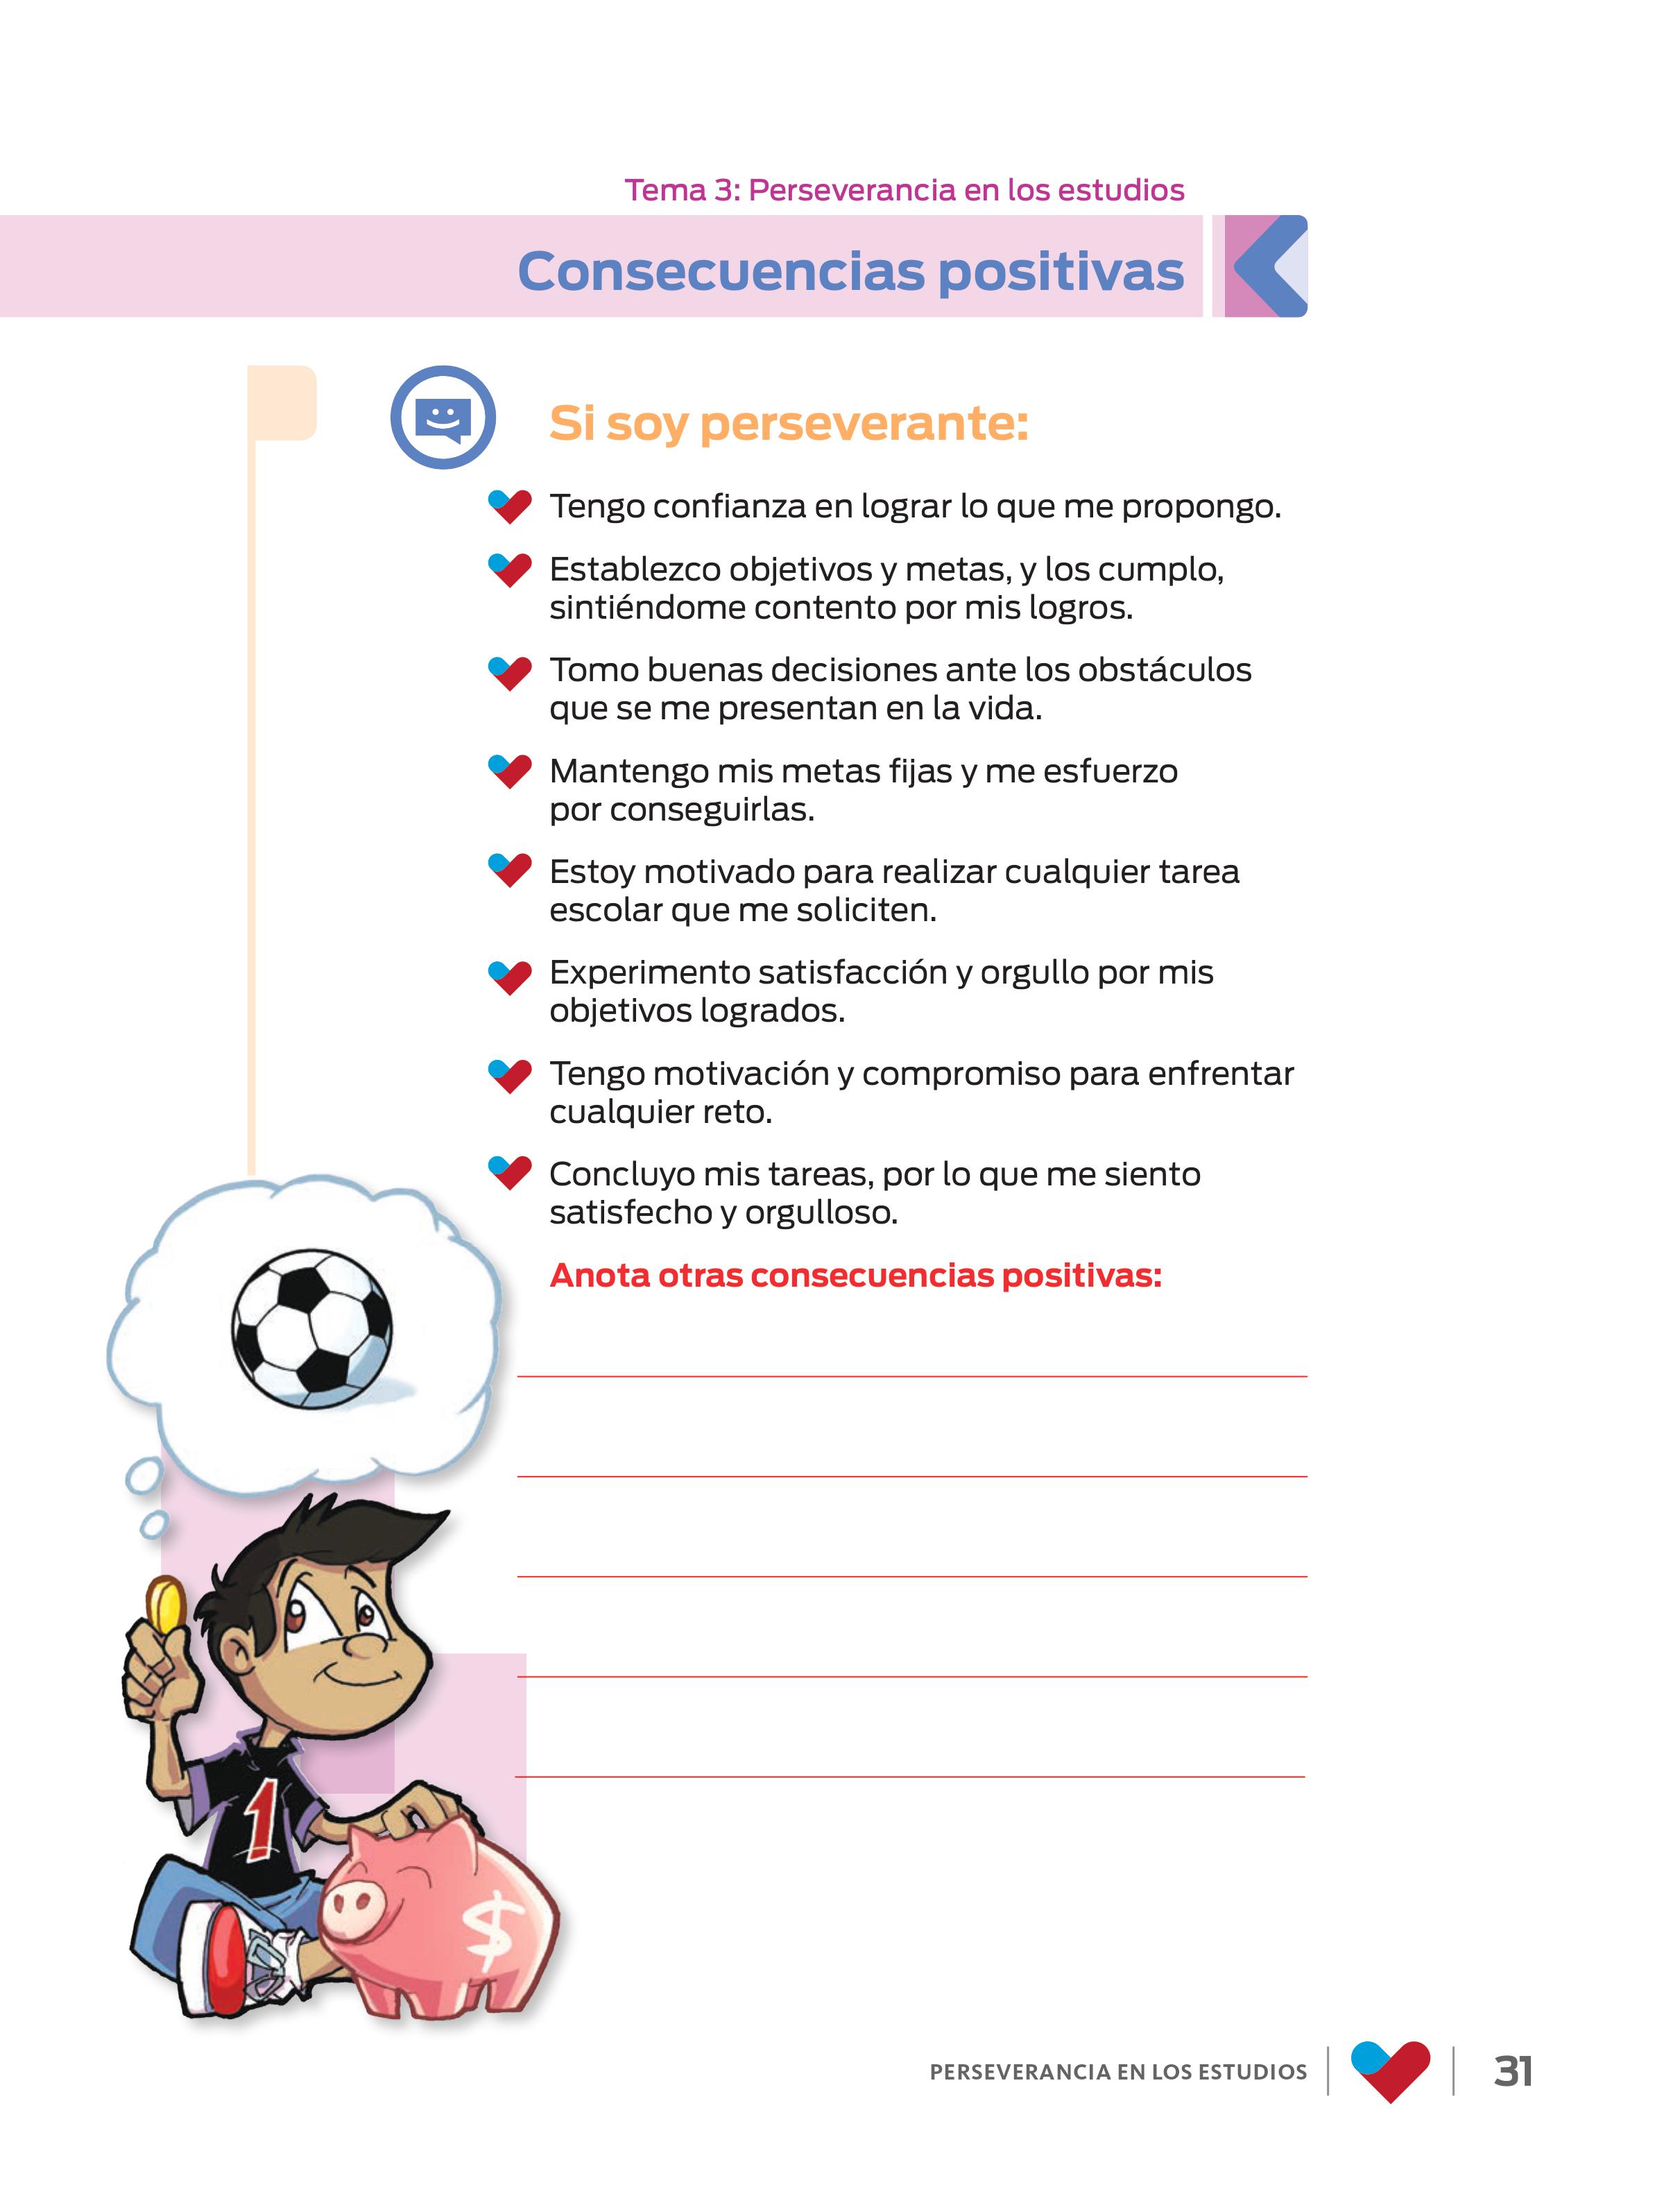 Tema 3: Perseverancia en los estudios
Consecuencias positivas
Si soy perseverante:
Tengo confianza en lograr lo que me propongo.
Establezco objetivos y metas, y los cumplo,
sintiéndome contento por mis logros.
Tomo buenas decisiones ante los obstáculos
que se me presentan en la vida.
Mantengo mis metas fijas y me esfuerzo
por conseguirlas.
Estoy motivado para realizar cualquier tarea
escolar que me soliciten.
Experimento satisfacción y orgullo por mis
objetivos logrados.
Tengo motivación y compromiso para enfrentar
cualquier reto.
Concluyo mis tareas, por lo que me siento
satisfecho y orgulloso.
Anota otras consecuencias positivas:
1
$
PERSEVERANCIA EN LOS ESTUDIOS
31